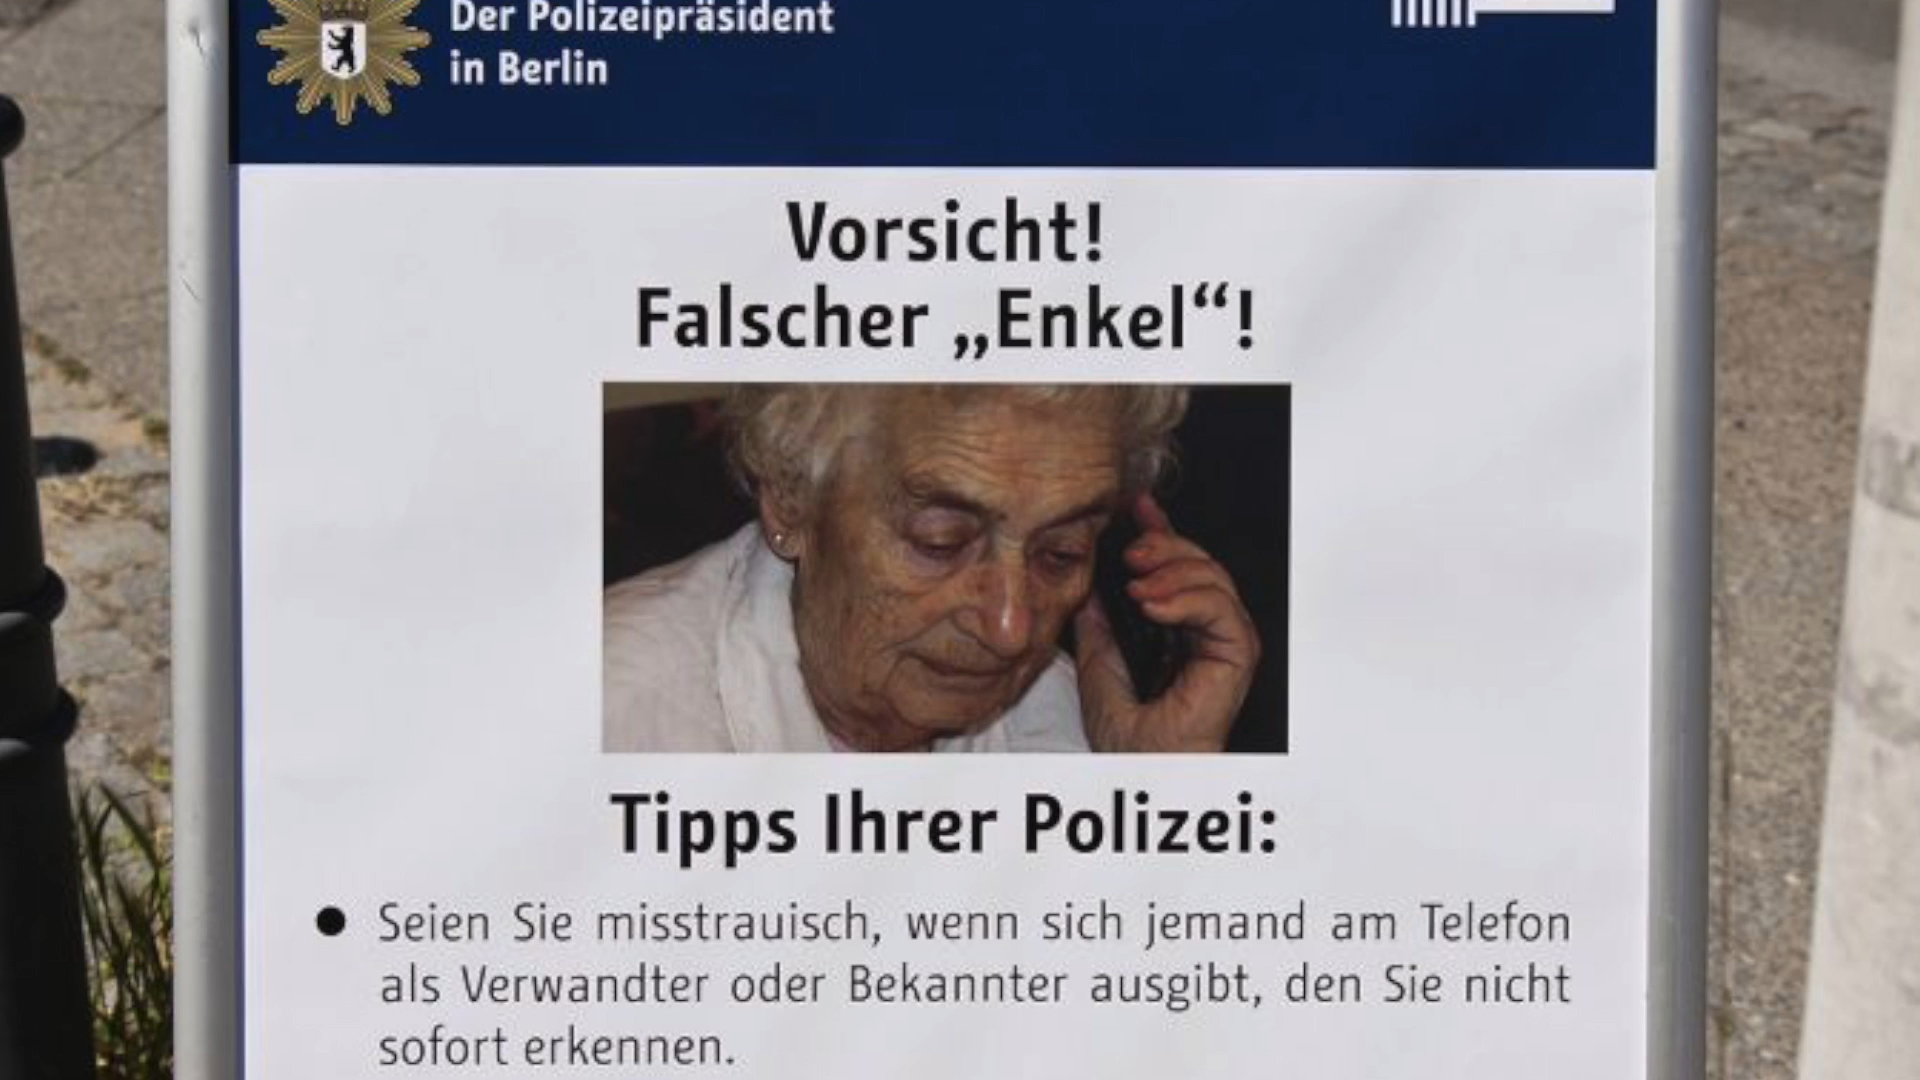 Der Polizeipräsident
in Berlin
Vorsicht!
Falscher „Enkel“!
Tipps Ihrer Polizei:
● Seien Sie misstrauisch, wenn sich jemand am Telefon
als Verwandter oder Bekannter ausgibt, den Sie nicht
sofort erkennen.